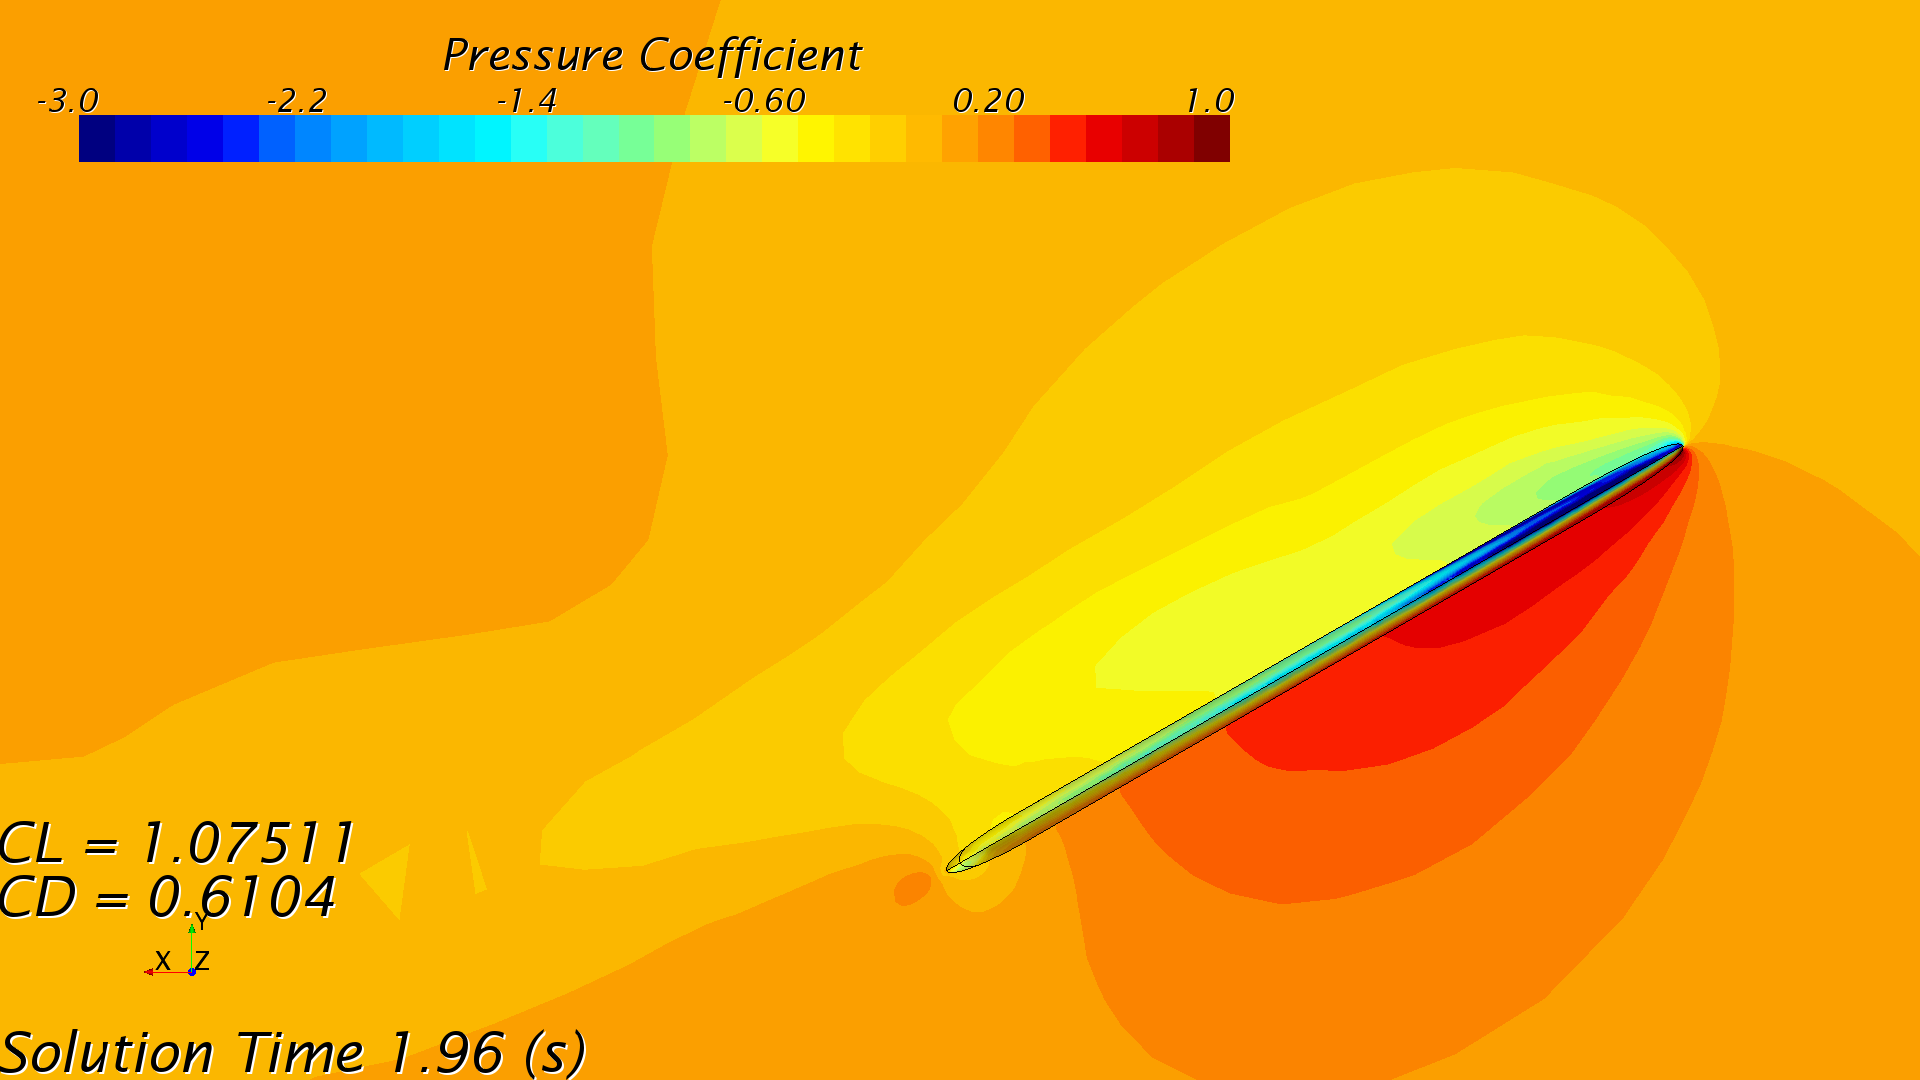 Pressure Coefficient
-3.0 -2.2 -1.4 -0.60 0.20 1.0
CL = 1.07511
CD = 0.6104
Y
X Z
Solution Time 1.96 (s)